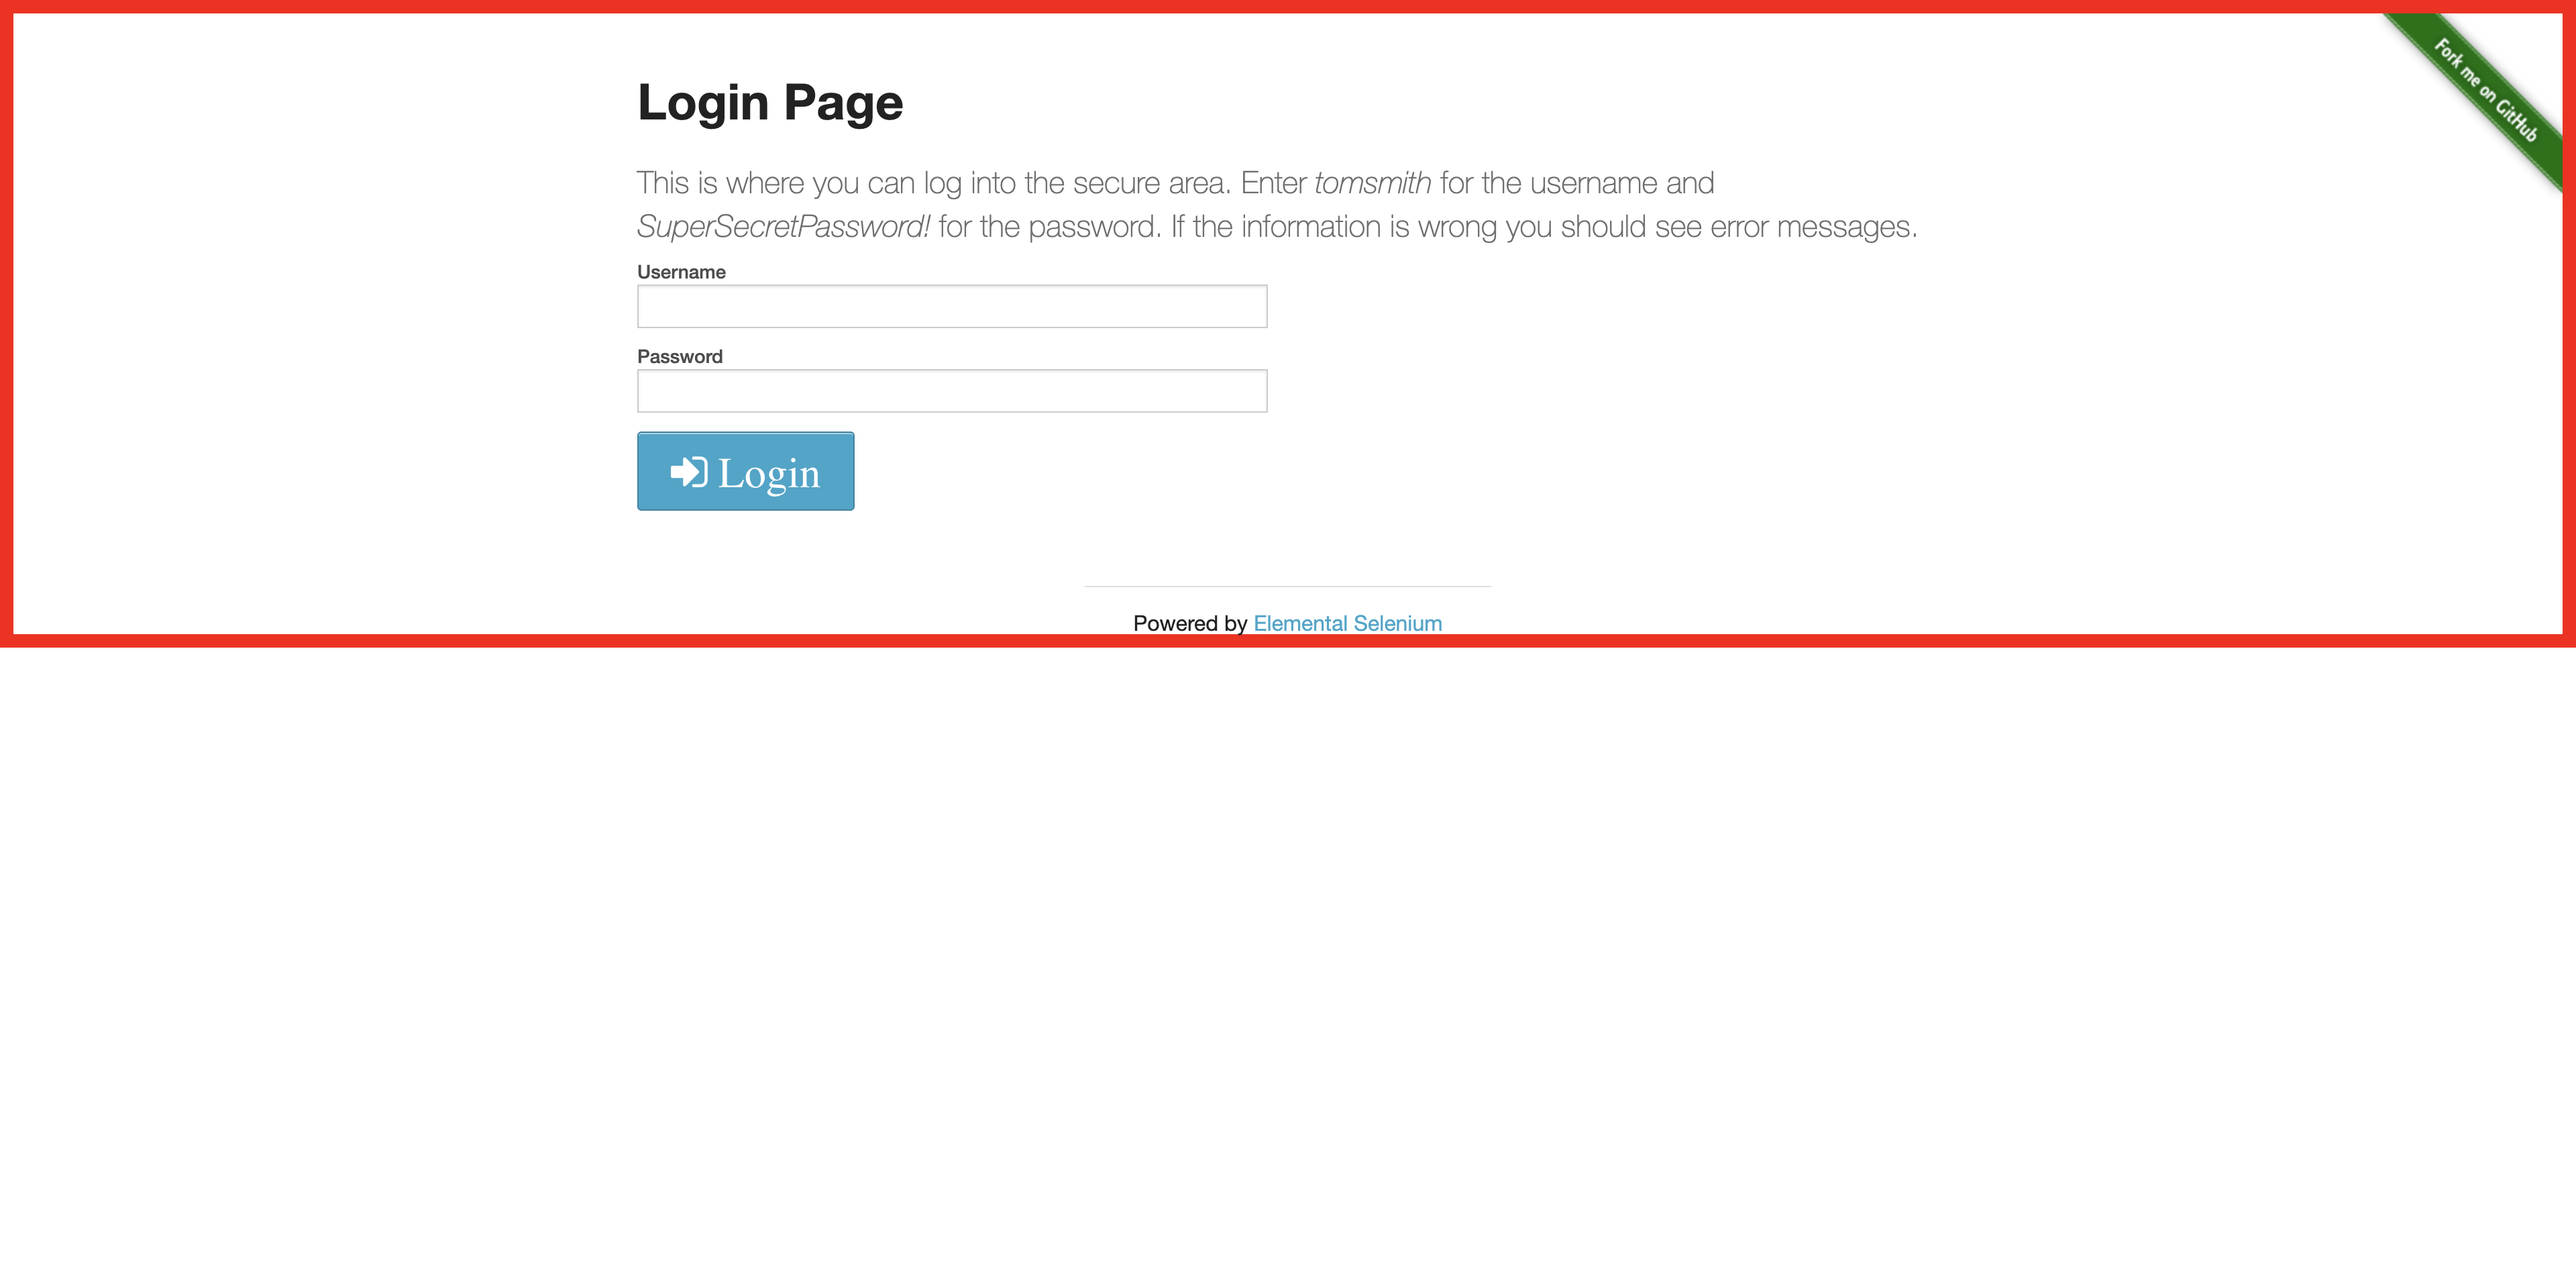 Fork me on GitHub
Login Page
This is where you can log into the secure area. Enter tomsmith for the username and
SuperSecretPassword! for the password. If the information is wrong you should see error messages.
Username
Password
Login
Powered by Elemental Selenium